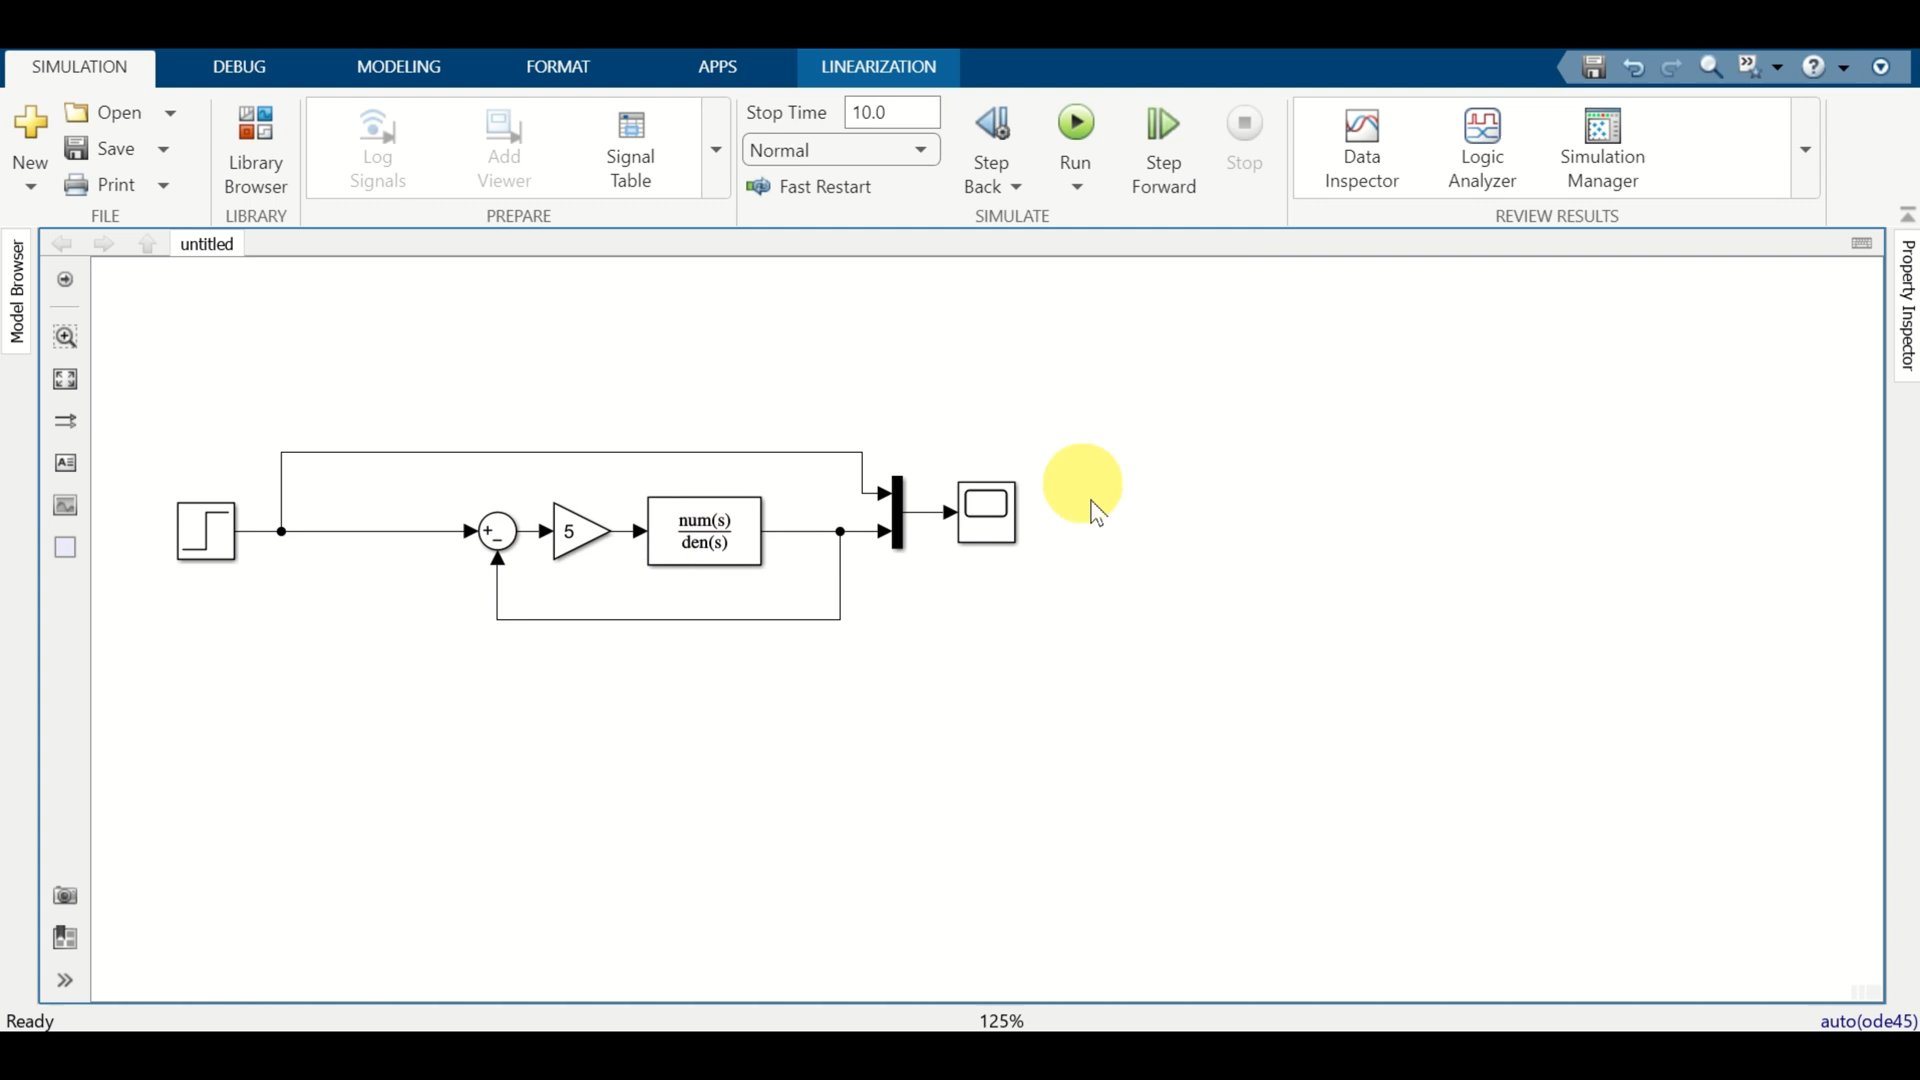 SIMULATION DEBUG MODELING FORMAT APPS LINEARIZATION
New
Open
Save
Print
FILE
Library
Browser
LIBRARY
Log
Signals
Add
Viewer
Signal
Table
PREPARE
Stop Time 10.0
Normal
Fast Restart
Step
Back
Run
Step
Forward
Stop
SIMULATE
Data
Inspector
Logic
Analyzer
Simulation
Manager
REVIEW RESULTS
Model Browser
untitled
Property Inspector
+
−
5
num(s)
den(s)
Ready 125% auto(ode45)